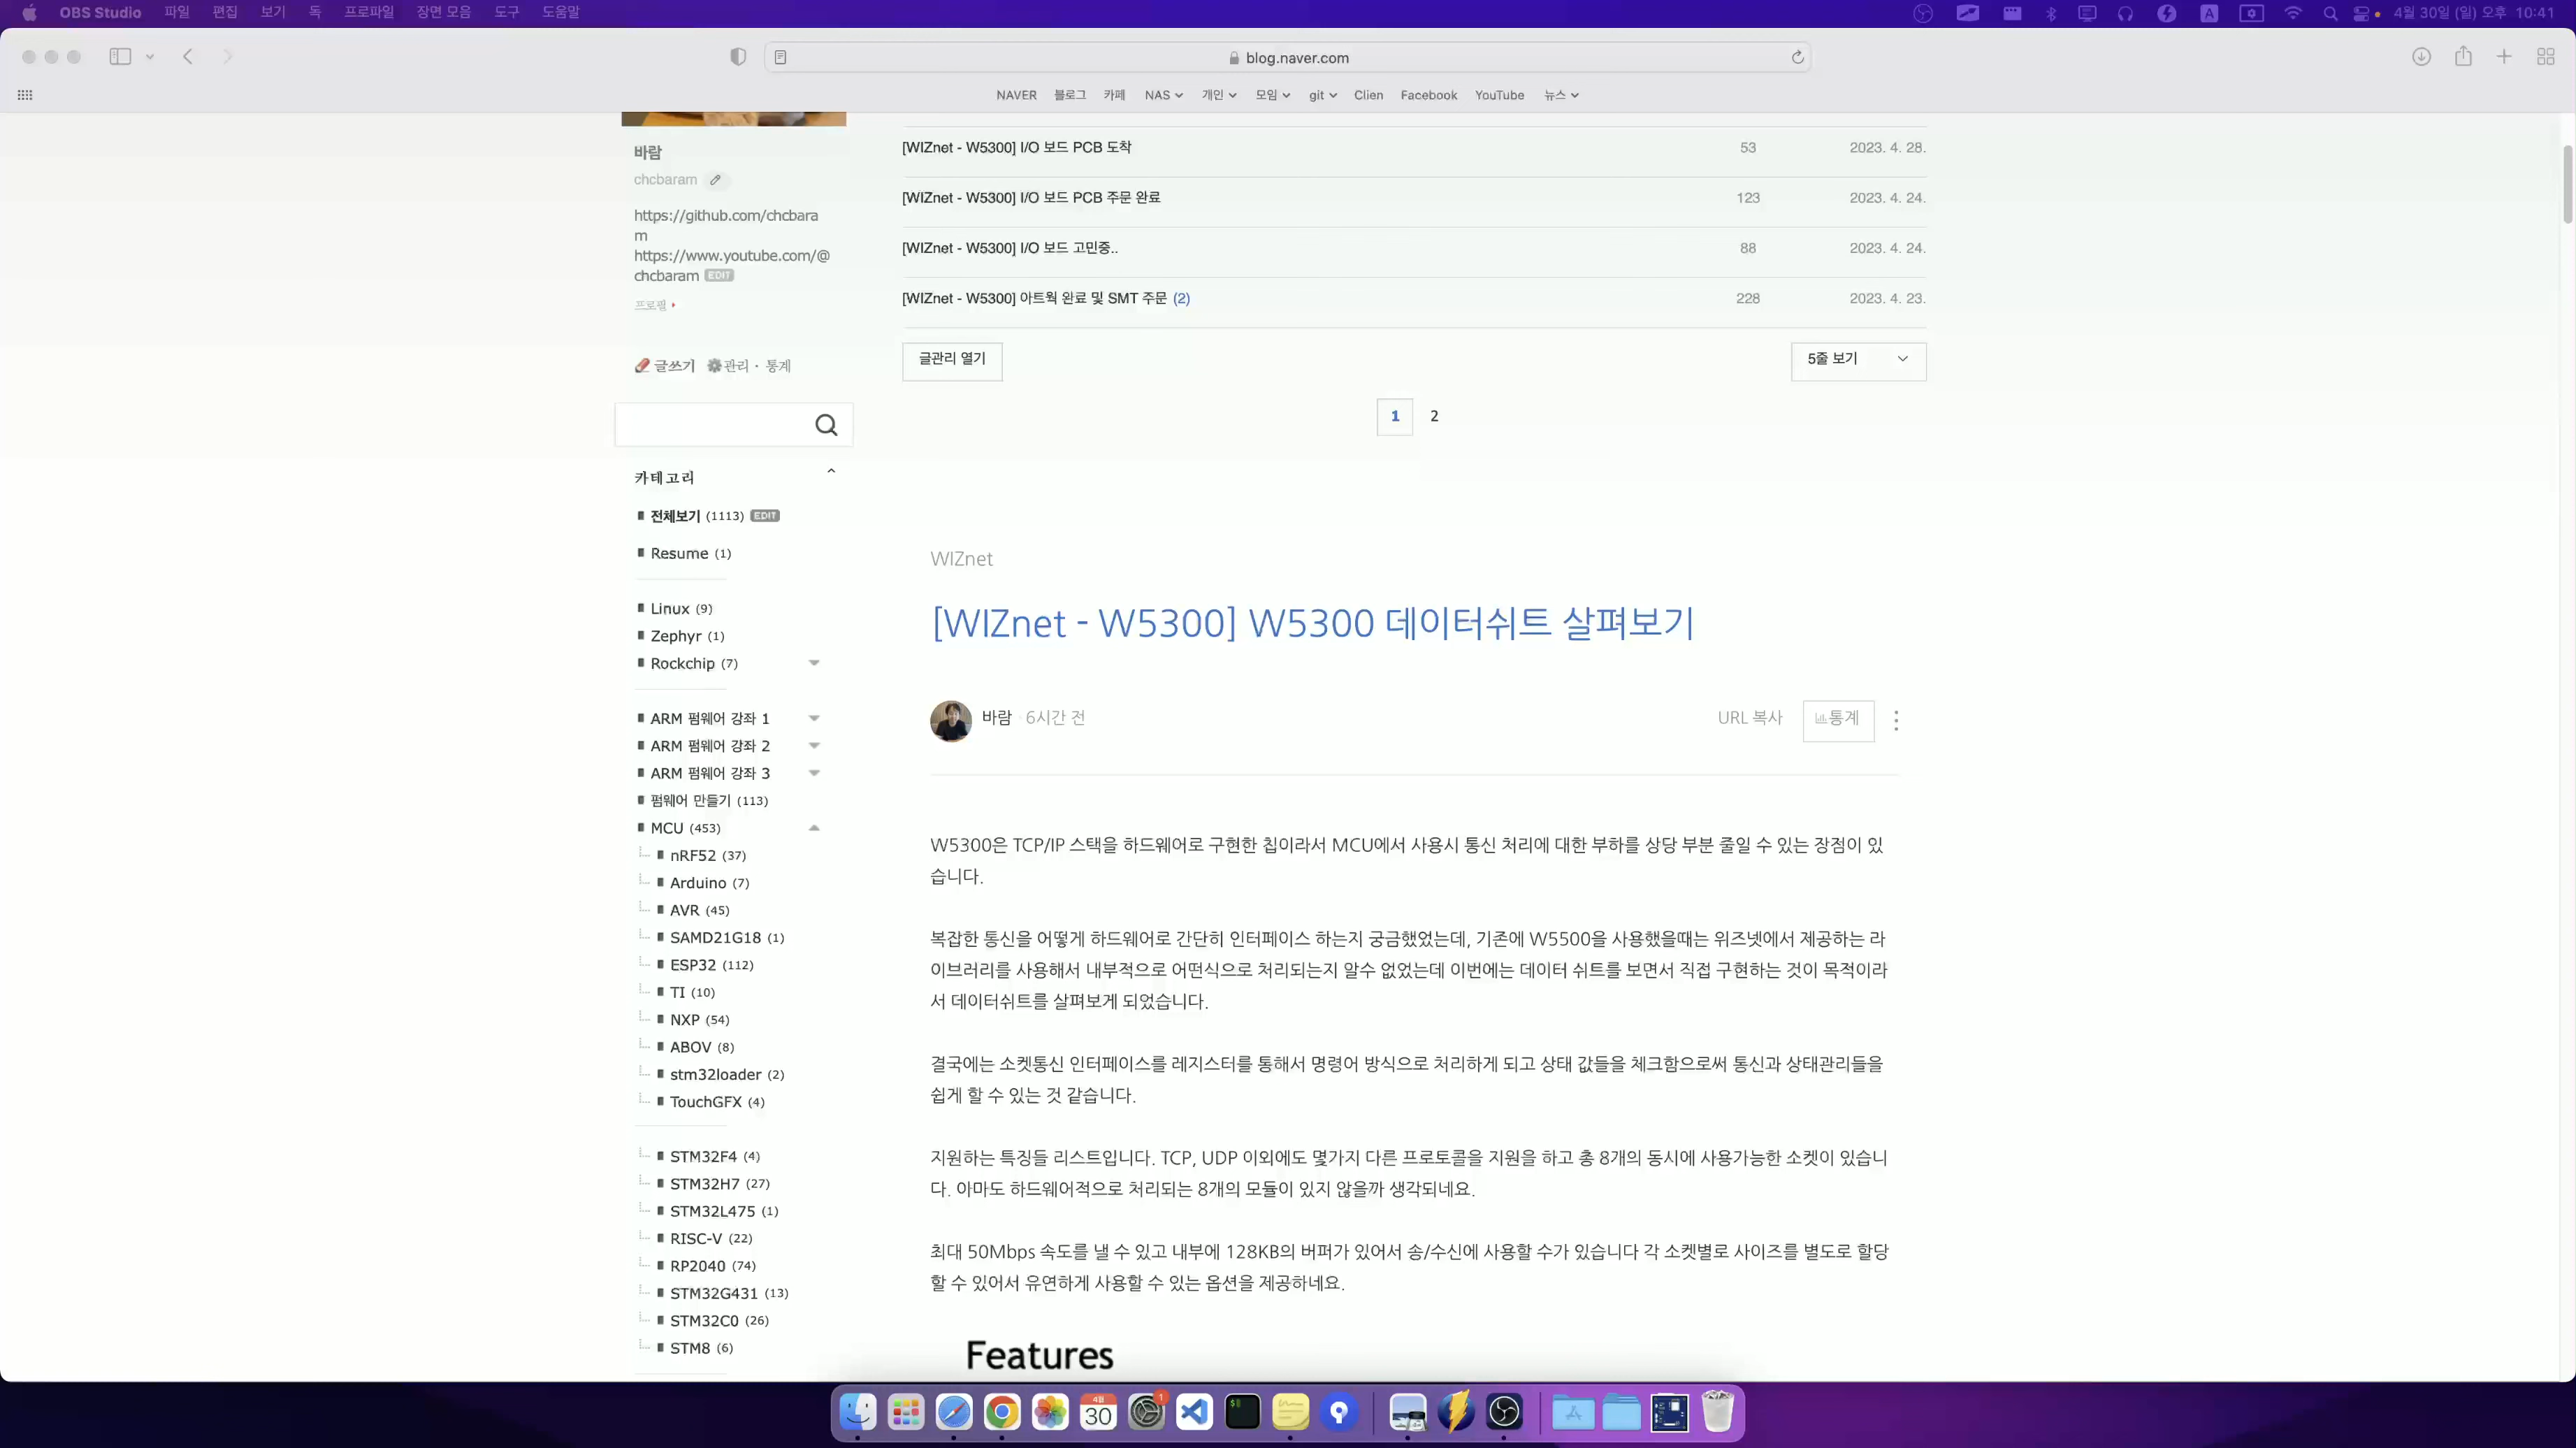 OBS Studio 파일 편집 보기 독 프로파일 장면 모음 도구 도움말
A 4월 30일 (일) 오후 10:41
blog.naver.com
NAVER 블로그 카페 NAS 개인 모임 git Clien Facebook YouTube 뉴스
바람
chcbaram
https://github.com/chcbara
m
https://www.youtube.com/@
chcbaram EDIT
프로필
글쓰기 관리 · 통계
카테고리
전체보기 (1113) EDIT
Resume (1)
Linux (9)
Zephyr (1)
Rockchip (7)
ARM 펌웨어 강좌 1
ARM 펌웨어 강좌 2
ARM 펌웨어 강좌 3
펌웨어 만들기 (113)
MCU (453)
nRF52 (37)
Arduino (7)
AVR (45)
SAMD21G18 (1)
ESP32 (112)
TI (10)
NXP (54)
ABOV (8)
stm32loader (2)
TouchGFX (4)
STM32F4 (4)
STM32H7 (27)
STM32L475 (1)
RISC-V (22)
RP2040 (74)
STM32G431 (13)
STM32C0 (26)
STM8 (6)
[WIZnet - W5300] I/O 보드 PCB 도착 53 2023. 4. 28.
[WIZnet - W5300] I/O 보드 PCB 주문 완료 123 2023. 4. 24.
[WIZnet - W5300] I/O 보드 고민중.. 88 2023. 4. 24.
[WIZnet - W5300] 아트웍 완료 및 SMT 주문 (2) 228 2023. 4. 23.
글관리 열기 5줄 보기
1 2
WIZnet
[WIZnet - W5300] W5300 데이터쉬트 살펴보기
바람 · 6시간 전 URL 복사 통계
W5300은 TCP/IP 스택을 하드웨어로 구현한 칩이라서 MCU에서 사용시 통신 처리에 대한 부하를 상당 부분 줄일 수 있는 장점이 있
습니다.
복잡한 통신을 어떻게 하드웨어로 간단히 인터페이스 하는지 궁금했었는데, 기존에 W5500을 사용했을때는 위즈넷에서 제공하는 라
이브러리를 사용해서 내부적으로 어떤식으로 처리되는지 알수 없었는데 이번에는 데이터 쉬트를 보면서 직접 구현하는 것이 목적이라
서 데이터쉬트를 살펴보게 되었습니다.
결국에는 소켓통신 인터페이스를 레지스터를 통해서 명령어 방식으로 처리하게 되고 상태 값들을 체크함으로써 통신과 상태관리들을
쉽게 할 수 있는 것 같습니다.
지원하는 특징들 리스트입니다. TCP, UDP 이외에도 몇가지 다른 프로토콜을 지원을 하고 총 8개의 동시에 사용가능한 소켓이 있습니
다. 아마도 하드웨어적으로 처리되는 8개의 모듈이 있지 않을까 생각되네요.
최대 50Mbps 속도를 낼 수 있고 내부에 128KB의 버퍼가 있어서 송/수신에 사용할 수가 있습니다 각 소켓별로 사이즈를 별도로 할당
할 수 있어서 유연하게 사용할 수 있는 옵션을 제공하네요.
Features
4월
30
1